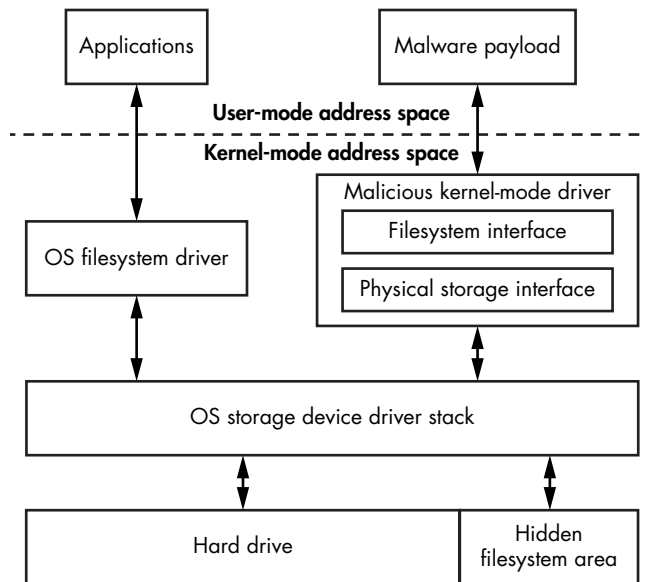 Applications
Malware payload
User-mode address space
Kernel-mode address space
Malicious kernel-mode driver
Filesystem interface
OS filesystem driver
Physical storage interface
OS storage device driver stack
Hard drive
Hidden
filesystem area